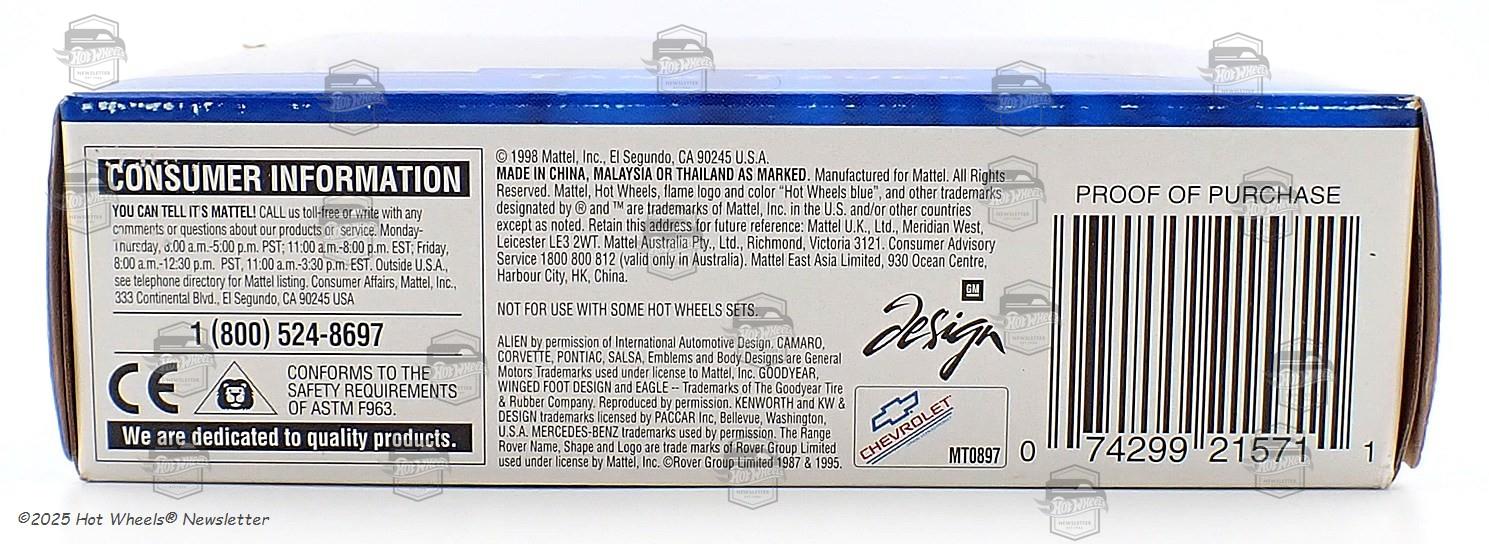 CONSUMER INFORMATION
YOU CAN TELL IT'S MATTEL! CALL us toll-free or write with any
comments or questions about our products or service. Monday-
Thursday, 8:00 a.m.-5:00 p.m. PST; 11:00 a.m.-8:00 p.m. EST; Friday,
8:00 a.m.-12:30 p.m. PST, 11:00 a.m.-3:30 p.m. EST. Outside U.S.A.,
see telephone directory for Mattel listing. Consumer Affairs, Mattel, Inc.,
333 Continental Blvd., El Segundo, CA 90245 USA
1 (800) 524-8697
CE
CONFORMS TO THE
SAFETY REQUIREMENTS
OF ASTM F963.
We are dedicated to quality products.
© 1998 Mattel, Inc., El Segundo, CA 90245 U.S.A.
MADE IN CHINA, MALAYSIA OR THAILAND AS MARKED. Manufactured for Mattel. All Rights
Reserved. Mattel, Hot Wheels, flame logo and color "Hot Wheels blue", and other trademarks
designated by ® and ™ are trademarks of Mattel, Inc. in the U.S. and/or other countries
except as noted. Retain this address for future reference: Mattel U.K., Ltd., Meridian West,
Leicester LE3 2WT. Mattel Australia Pty., Ltd., Richmond, Victoria 3121. Consumer Advisory
Service 1800 800 812 (valid only in Australia). Mattel East Asia Limited, 930 Ocean Centre,
Harbour City, HK, China.
NOT FOR USE WITH SOME HOT WHEELS SETS.
ALIEN by permission of International Automotive Design. CAMARO,
CORVETTE, PONTIAC, SALSA, Emblems and Body Designs are General
Motors Trademarks used under license to Mattel, Inc. GOODYEAR,
WINGED FOOT DESIGN and EAGLE -- Trademarks of The Goodyear Tire
& Rubber Company. Reproduced by permission. KENWORTH and KW &
DESIGN trademarks licensed by PACCAR Inc, Bellevue, Washington,
U.S.A. MERCEDES-BENZ trademarks used by permission. The Range
Rover Name, Shape and Logo are trade marks of Rover Group Limited
used under license by Mattel, Inc. ©Rover Group Limited 1987 & 1995.
GM
design
CHEVROLET
MT0897
PROOF OF PURCHASE
0 74299 21571 1
©2025 Hot Wheels® Newsletter